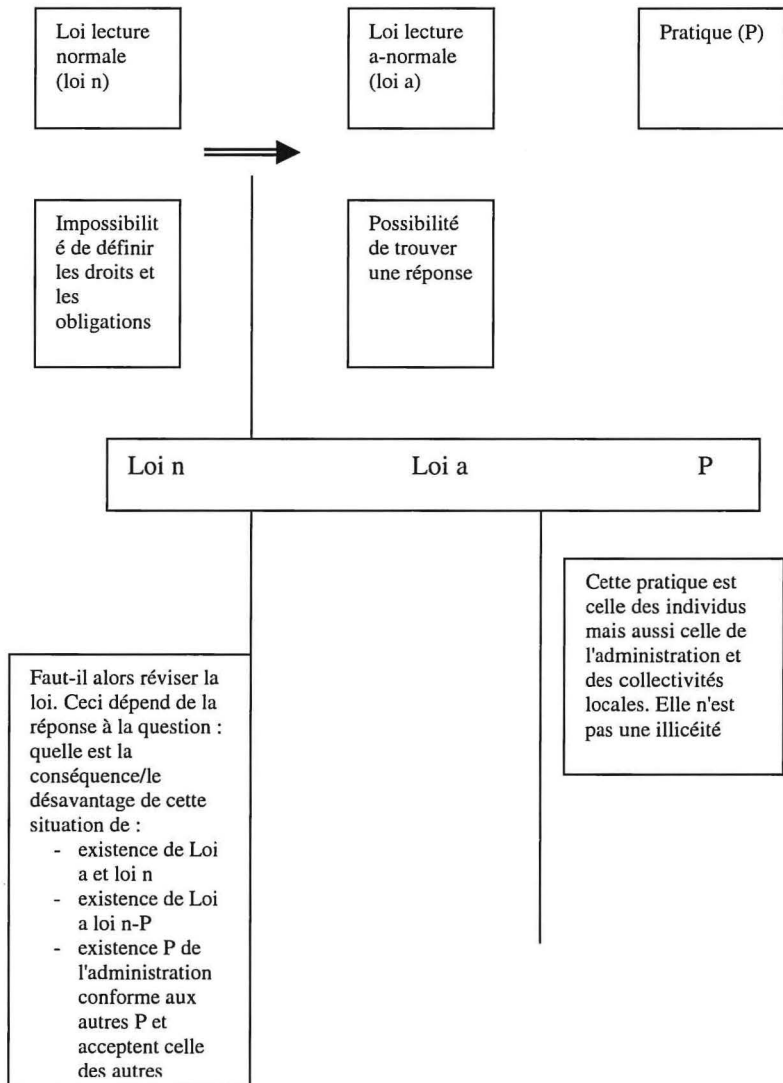 Loi lecture
normale
(loi n)
Loi lecture
a-normale
(loi a)
Pratique (P)
Impossibilit
é de définir
les droits et
les
obligations
Possibilité
de trouver
une réponse
Loi n
Loi a
P
Cette pratique est
celle des individus
mais aussi celle de
l'administration et
des collectivités
locales. Elle n'est
pas une illicéité
Faut-il alors réviser la
loi. Ceci dépend de la
réponse à la question :
quelle est la
conséquence/le
désavantage de cette
situation de :
- existence de Loi
a et loi n
- existence de Loi
a loi n-P
- existence P de
l'administration
conforme aux
autres P et
acceptent celle
des autres